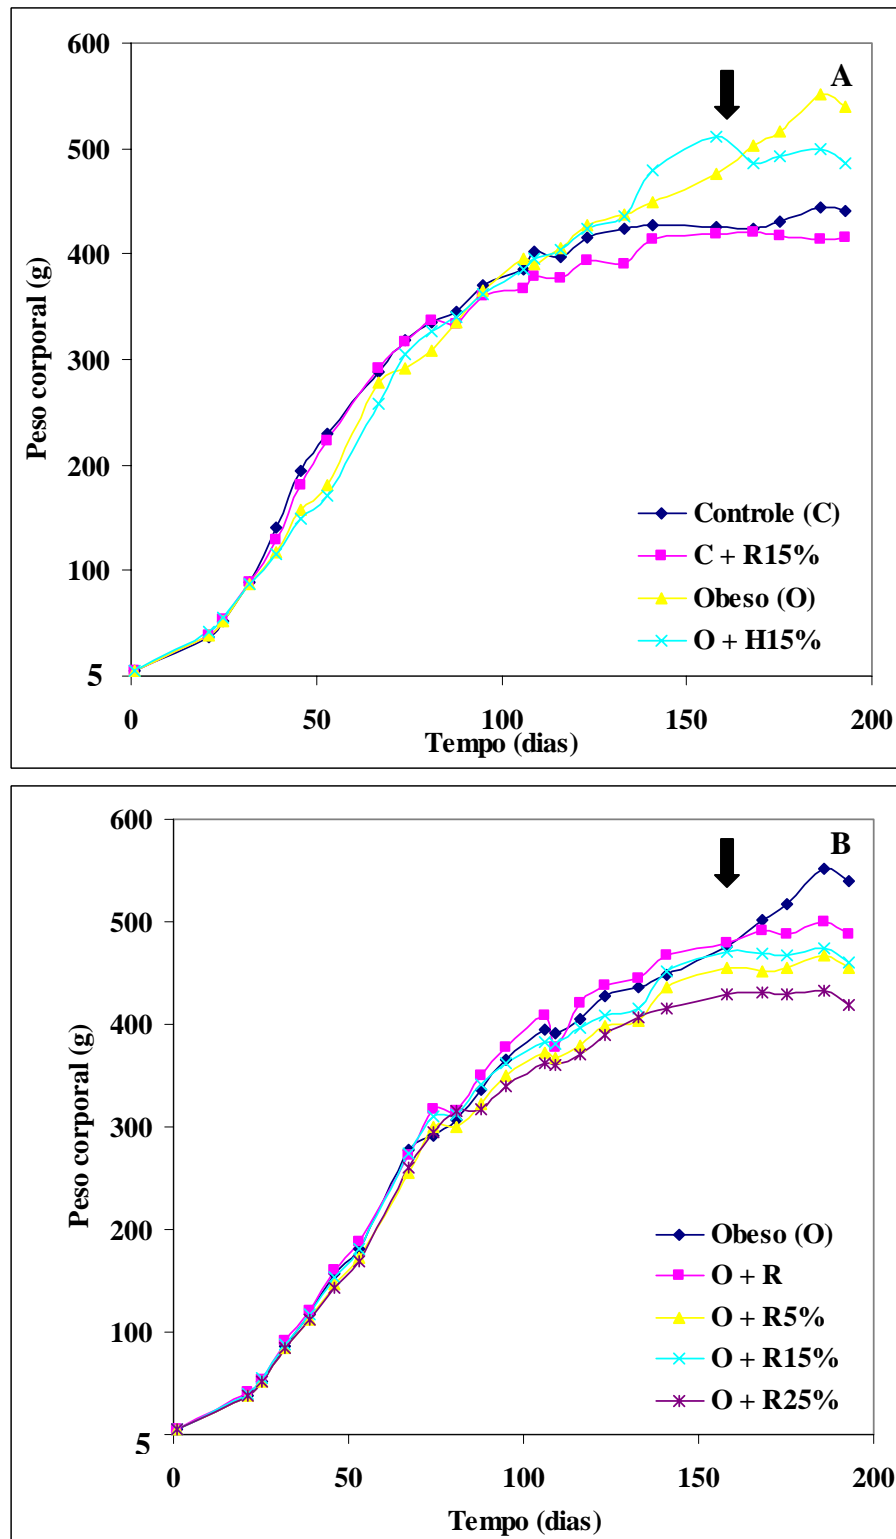 600
A
500
400
300
200
100
5
Peso corporal (g)
Controle (C)
C + R15%
Obeso (O)
O + H15%
0
50
100
150
200
Tempo (dias)
600
B
500
400
300
200
100
5
Peso corporal (g)
Obeso (O)
O + R
O + R5%
O + R15%
O + R25%
0
50
100
150
200
Tempo (dias)